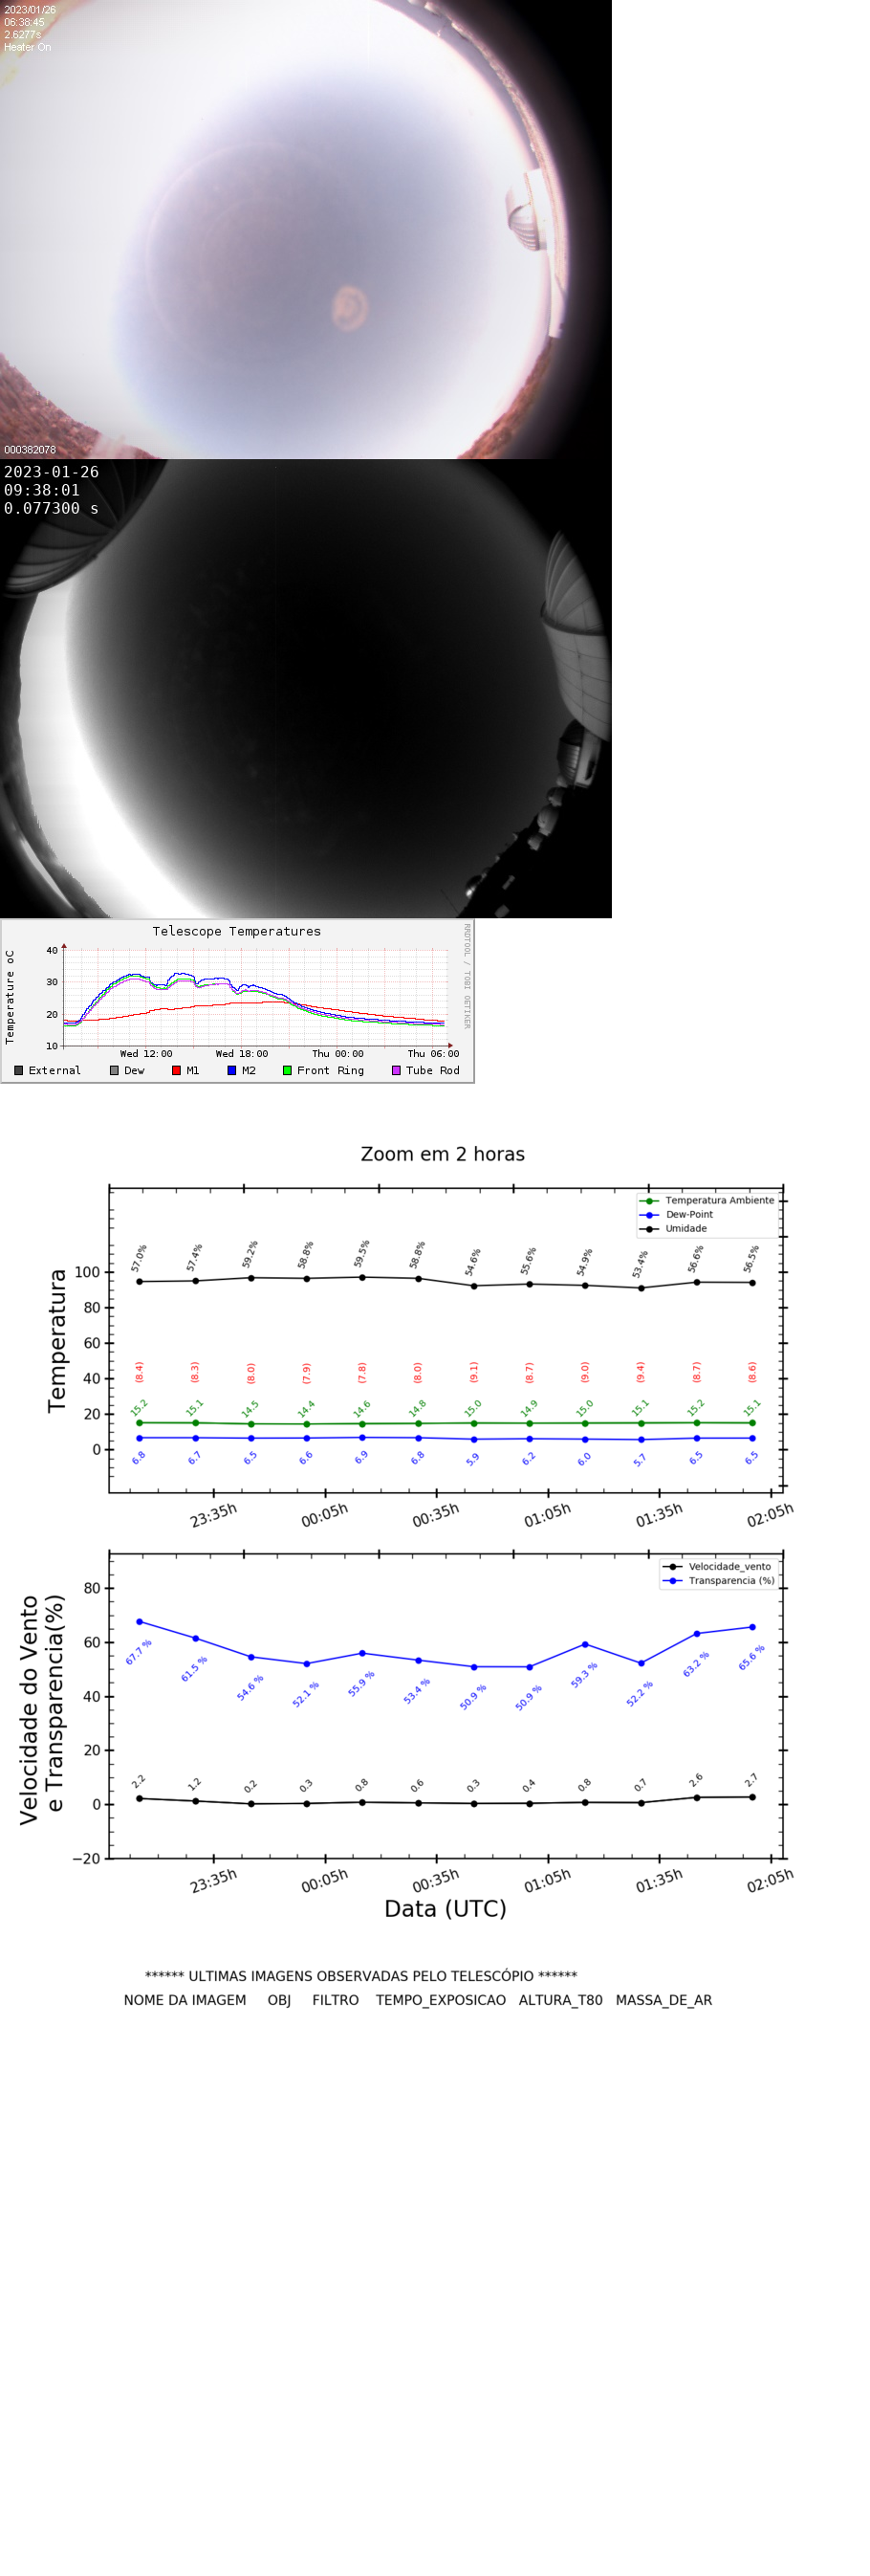 2023/01/26
06:38:45
2.6277s
Heater On
000382078
2023-01-26
09:38:01
0.077300 s
Telescope Temperatures
RRDTOOL / TOBI OETIKER
Temperature oC
40
30
20
10
Wed 12:00 Wed 18:00 Thu 00:00 Thu 06:00
External Dew M1 M2 Front Ring Tube Rod
Zoom em 2 horas
Temperatura Ambiente
Dew-Point
Umidade
Temperatura
100
80
60
40
20
0
57.0% 57.4% 59.2% 58.8% 59.5% 58.8% 54.6% 55.6% 54.9% 53.4% 56.6% 56.5%
(8.4) (8.3) (8.0) (7.9) (7.8) (8.0) (9.1) (8.7) (9.0) (9.4) (8.7) (8.6)
15.2 15.1 14.5 14.4 14.6 14.8 15.0 14.9 15.0 15.1 15.2 15.1
6.8 6.7 6.5 6.6 6.9 6.8 5.9 6.2 6.0 5.7 6.5 6.5
23:35h 00:05h 00:35h 01:05h 01:35h 02:05h
Velocidade_vento
Transparencia (%)
Velocidade do Vento
e Transparencia(%)
80
60
40
20
0
−20
67.7 % 61.5 % 54.6 % 52.1 % 55.9 % 53.4 % 50.9 % 50.9 % 59.3 % 52.2 % 63.2 % 65.6 %
2.2 1.2 0.2 0.3 0.8 0.6 0.3 0.4 0.8 0.7 2.6 2.7
23:35h 00:05h 00:35h 01:05h 01:35h 02:05h
Data (UTC)
****** ULTIMAS IMAGENS OBSERVADAS PELO TELESCÓPIO ******
NOME DA IMAGEM OBJ FILTRO TEMPO_EXPOSICAO ALTURA_T80 MASSA_DE_AR